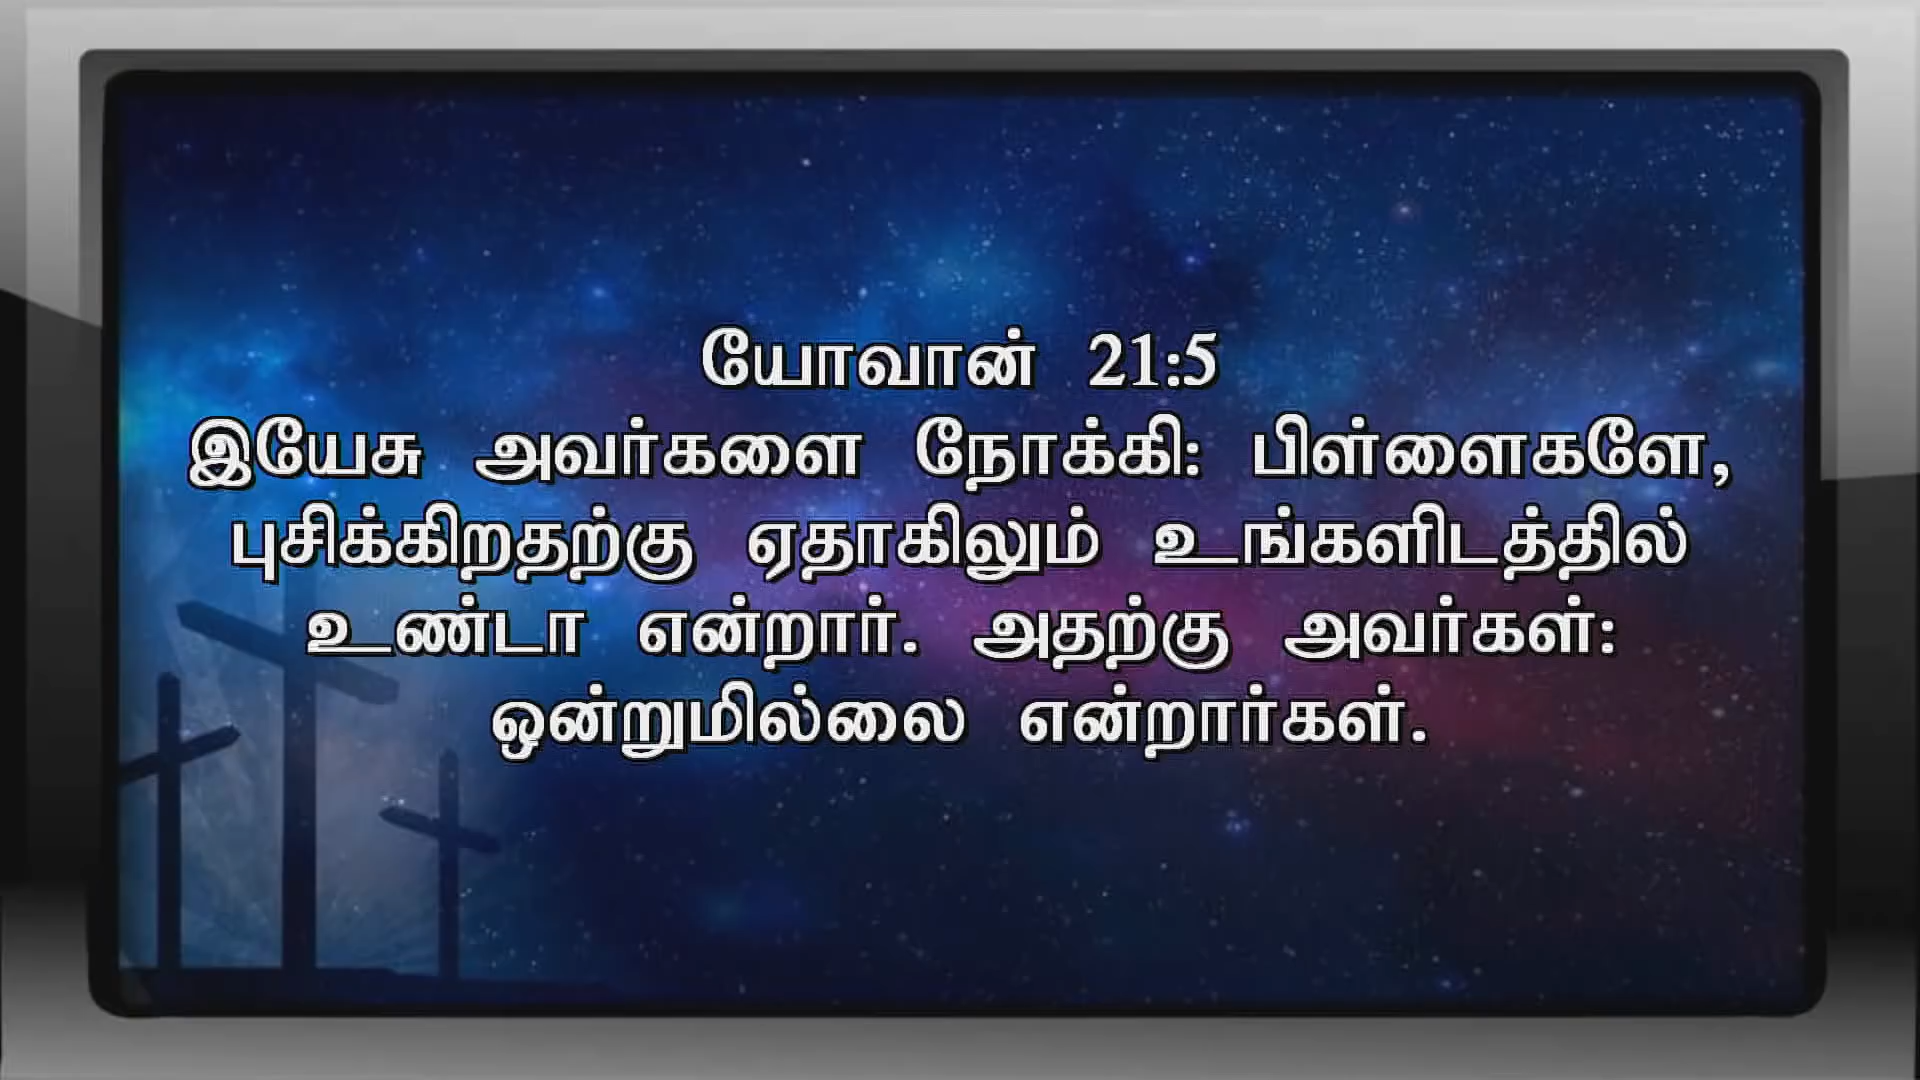 யோவான் 21:5
இயேசு அவர்களை நோக்கி: பிள்ளைகளே,
புசிக்கிறதற்கு ஏதாகிலும் உங்களிடத்தில்
உண்டா என்றார். அதற்கு அவர்கள்:
ஒன்றுமில்லை என்றார்கள்.